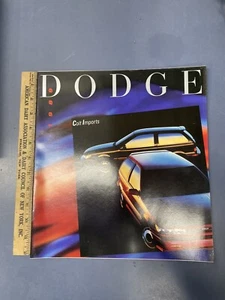 DODGE
Colt Imports
AMERICAN DAIRY ASSOCIATION & DAIRY COUNCIL OF NEW YORK, INC.